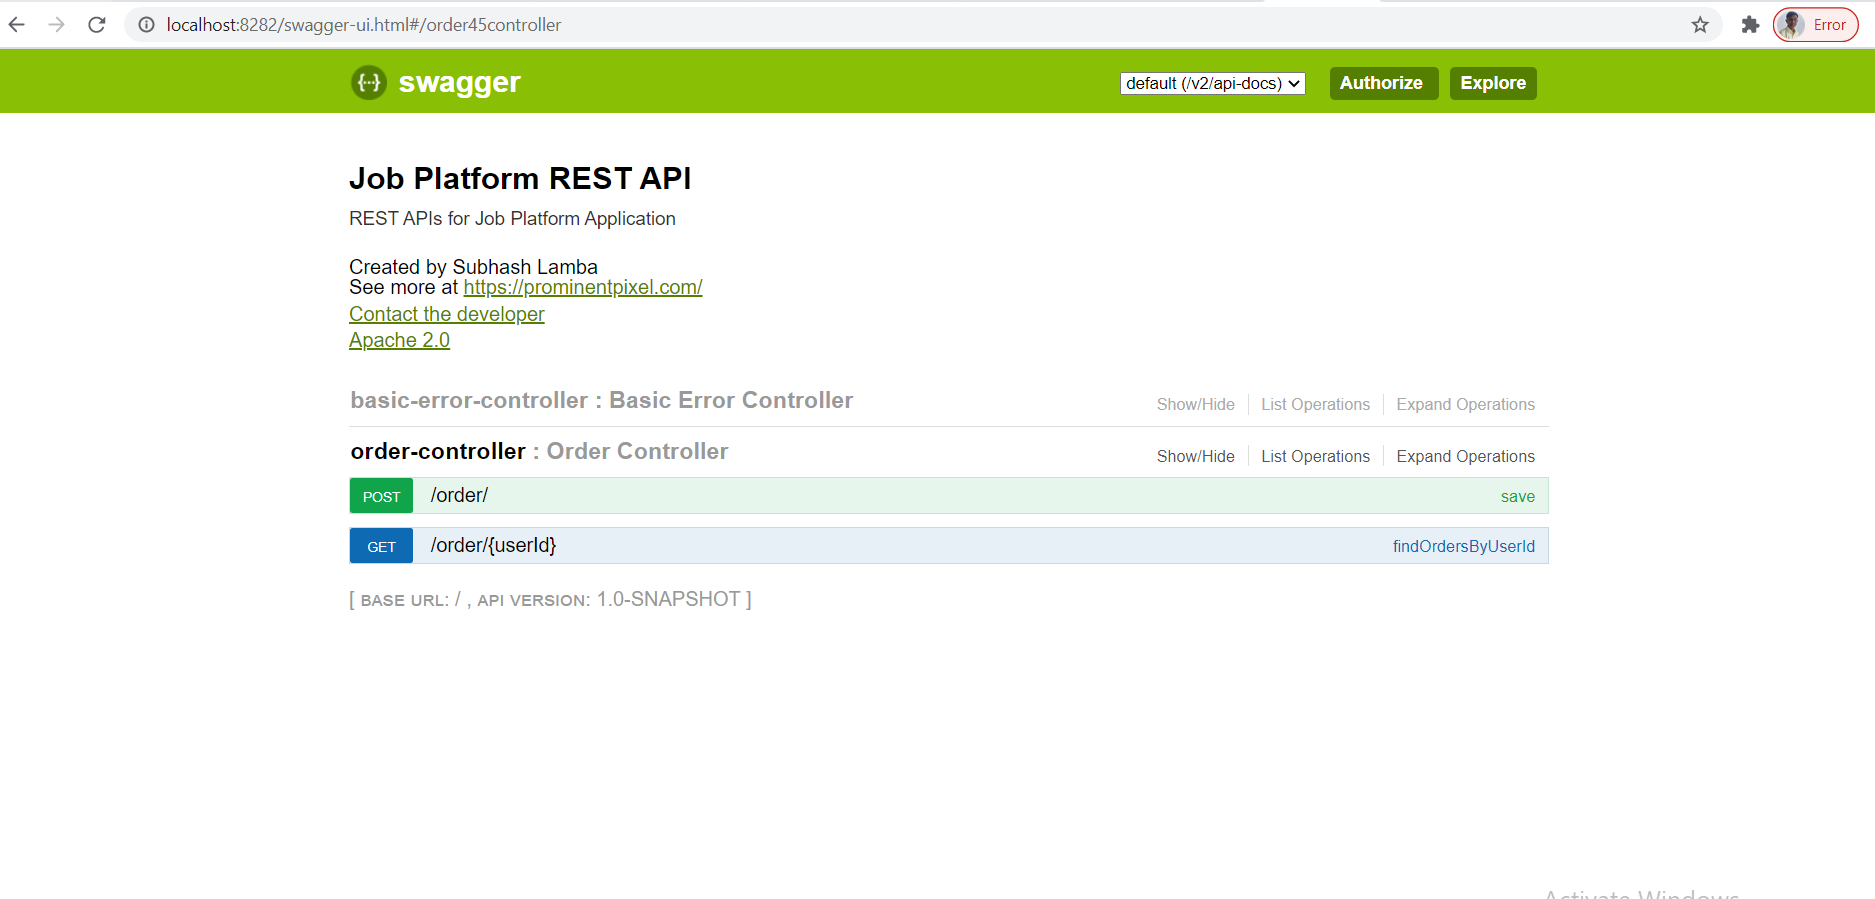 localhost:8282/swagger-ui.html#/order45controller
Error
{···} swagger
default (/v2/api-docs)
Authorize
Explore
Job Platform REST API
REST APIs for Job Platform Application
Created by Subhash Lamba
See more at https://prominentpixel.com/
Contact the developer
Apache 2.0
basic-error-controller : Basic Error Controller
Show/Hide
List Operations
Expand Operations
order-controller : Order Controller
Show/Hide
List Operations
Expand Operations
POST /order/ save
GET /order/{userId} findOrdersByUserId
[ BASE URL: / , API VERSION: 1.0-SNAPSHOT ]
Activate Windows